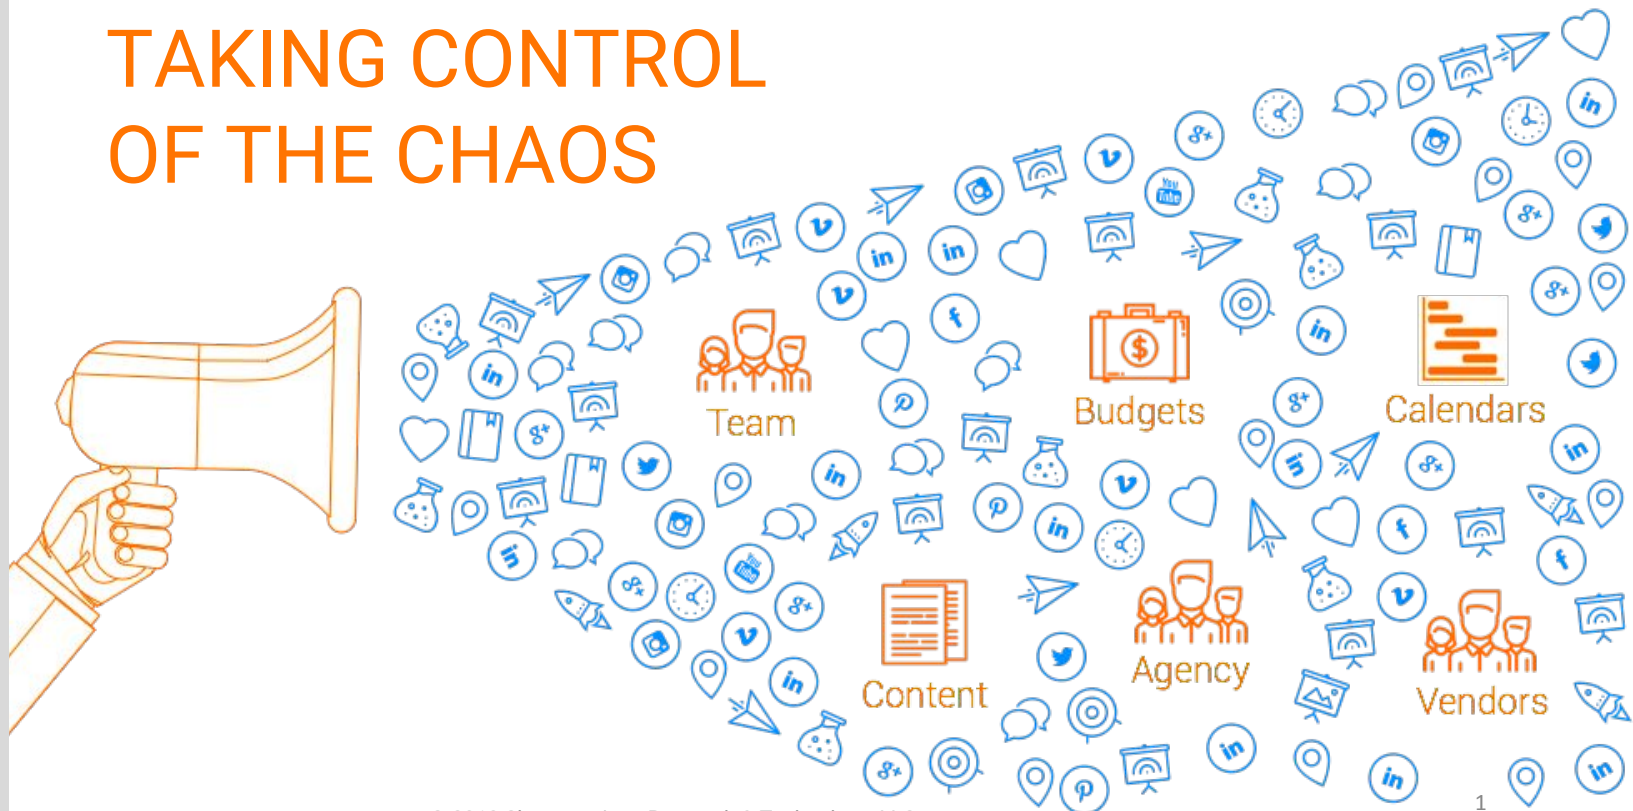 TAKING CONTROL
OF THE CHAOS
Team
Budgets
Calendars
Content
Agency
Vendors
1